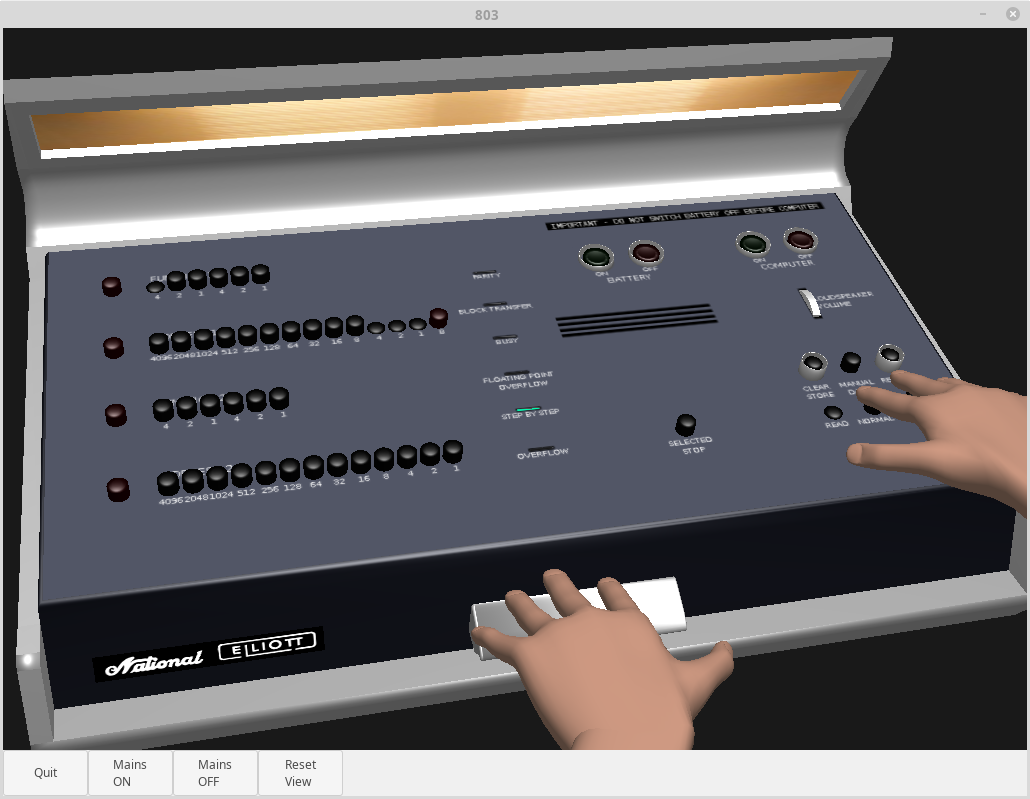 803
IMPORTANT - DO NOT SWITCH BATTERY OFF BEFORE COMPUTER
ON OFF
BATTERY
ON OFF
COMPUTER
4 2 1 4 2 1
PARITY
BLOCK TRANSFER
LOUDSPEAKER
VOLUME
4096 2048 1024 512 256 128 64 32 16 8 4 2 1 B
BUSY
FLOATING POINT
OVERFLOW
CLEAR
STORE
MANUAL
READ
NORMAL
4 2 1 4 2 1
STEP BY STEP
SELECTED
STOP
OVERFLOW
4096 2048 1024 512 256 128 64 32 16 8 4 2 1
National ELLIOTT
Quit
Mains
ON
Mains
OFF
Reset
View